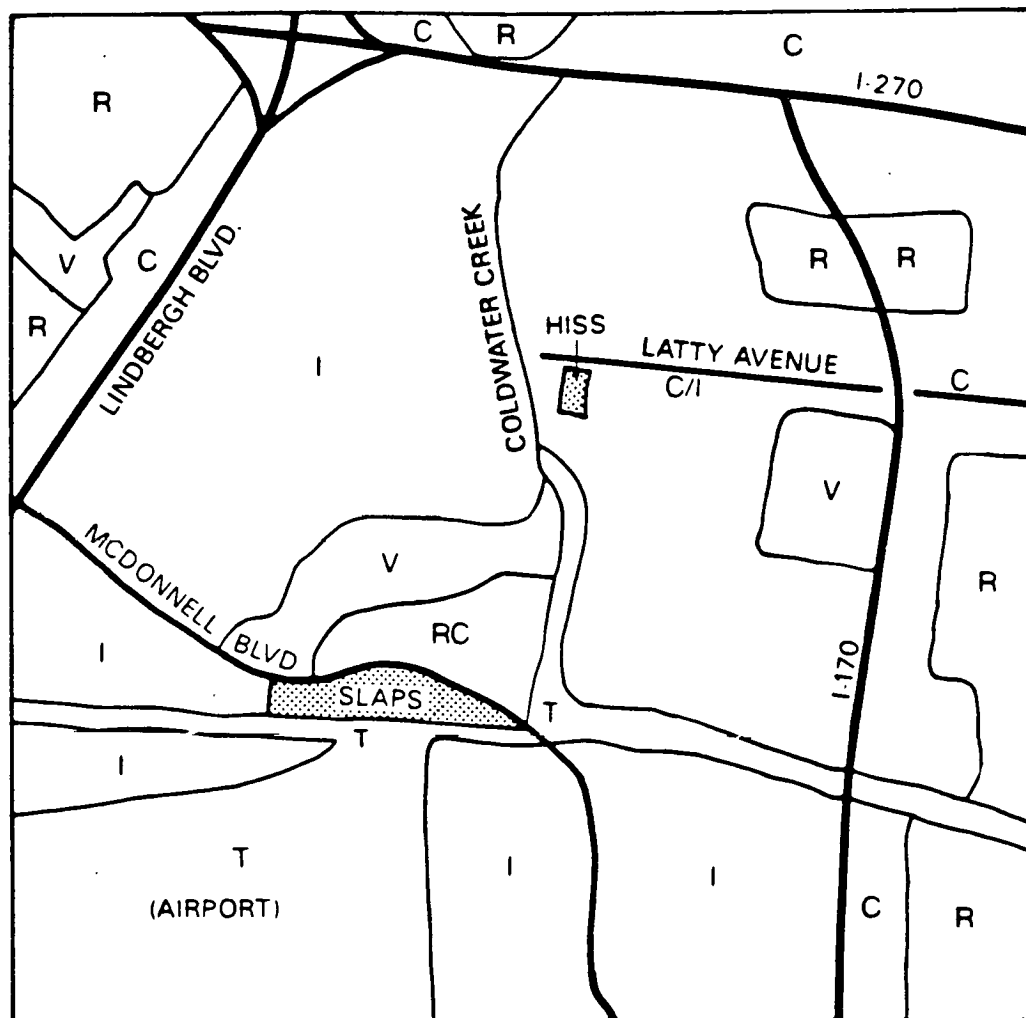 C
R
C
I-270
R
V
C
R
LINDBERGH BLVD.
I
COLDWATER CREEK
R
R
HISS
LATTY AVENUE
C/I
C
V
V
R
MCDONNELL BLVD
RC
I
SLAPS
I-170
T
T
I
T
(AIRPORT)
I
I
C
R